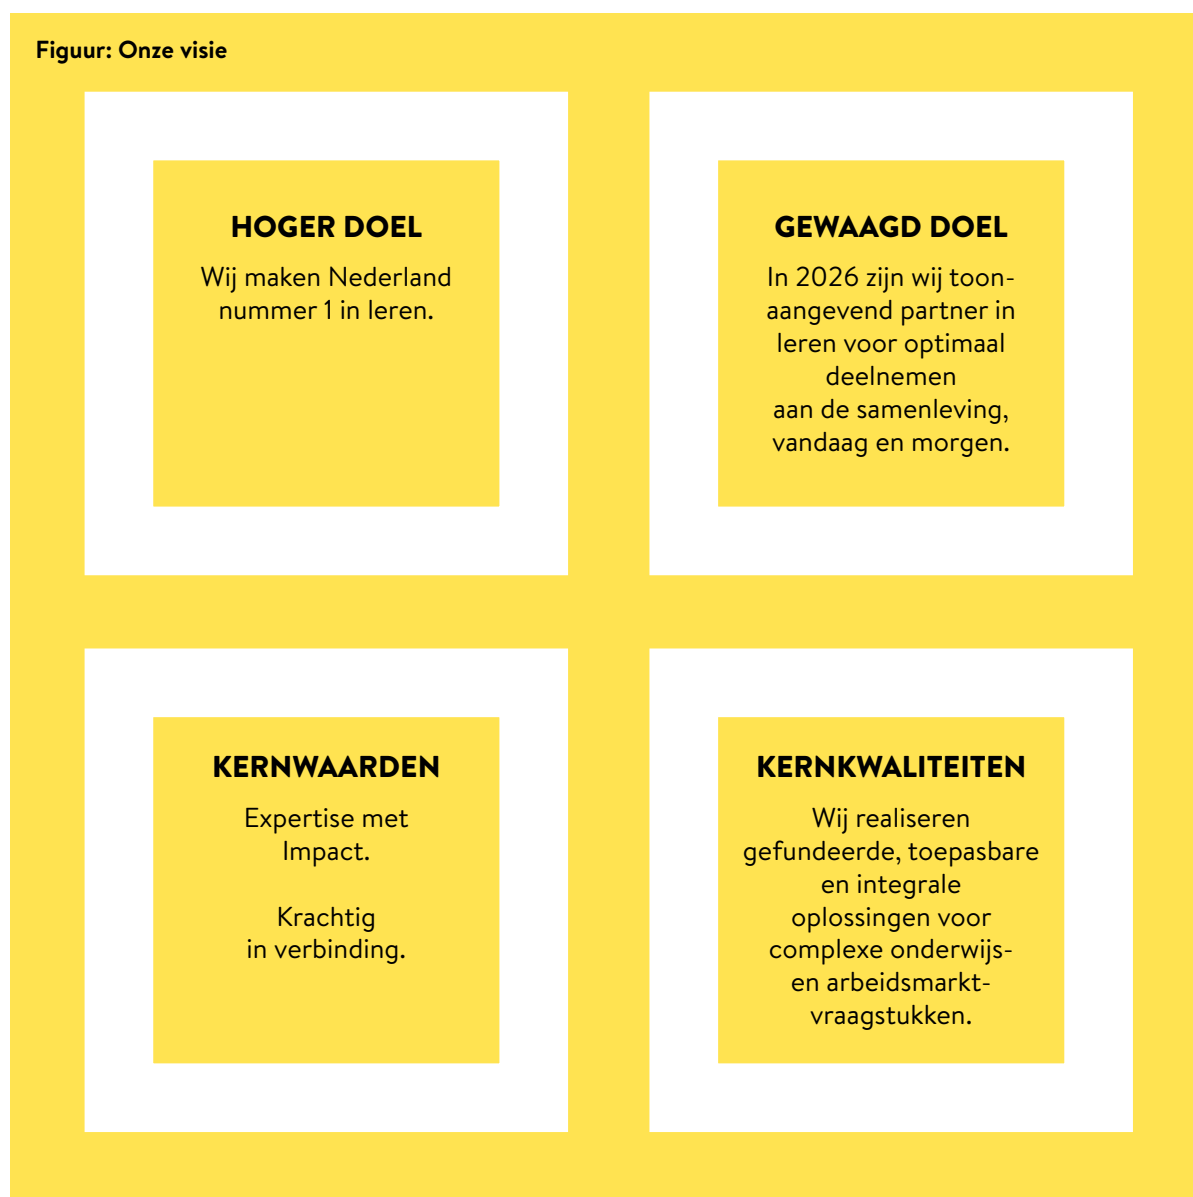 Figuur: Onze visie
HOGER DOEL
Wij maken Nederland
nummer 1 in leren.
GEWAAGD DOEL
In 2026 zijn wij toon-
aangevend partner in
leren voor optimaal
deelnemen
aan de samenleving,
vandaag en morgen.
KERNWAARDEN
Expertise met
Impact.
Krachtig
in verbinding.
KERNKWALITEITEN
Wij realiseren
gefundeerde, toepasbare
en integrale
oplossingen voor
complexe onderwijs-
en arbeidsmarkt-
vraagstukken.